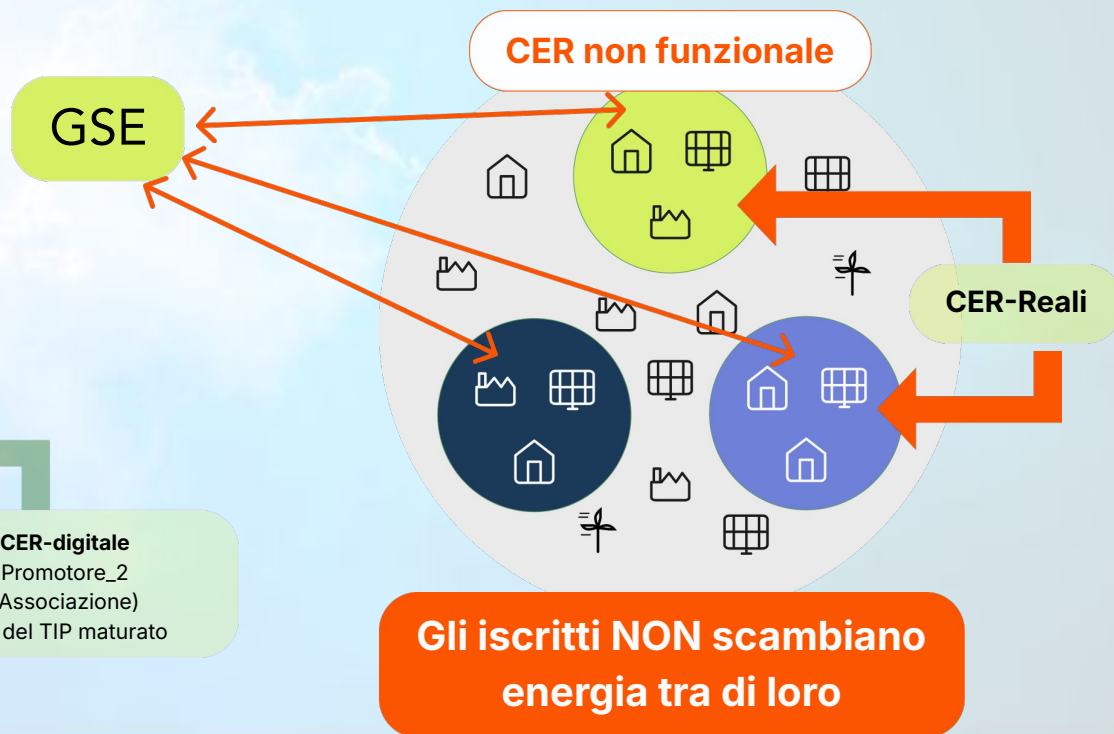 CER non funzionale
GSE
CER-Reali
CER-digitale
Promotore_2
Associazione)
del TIP maturato
Gli iscritti NON scambiano
energia tra di loro